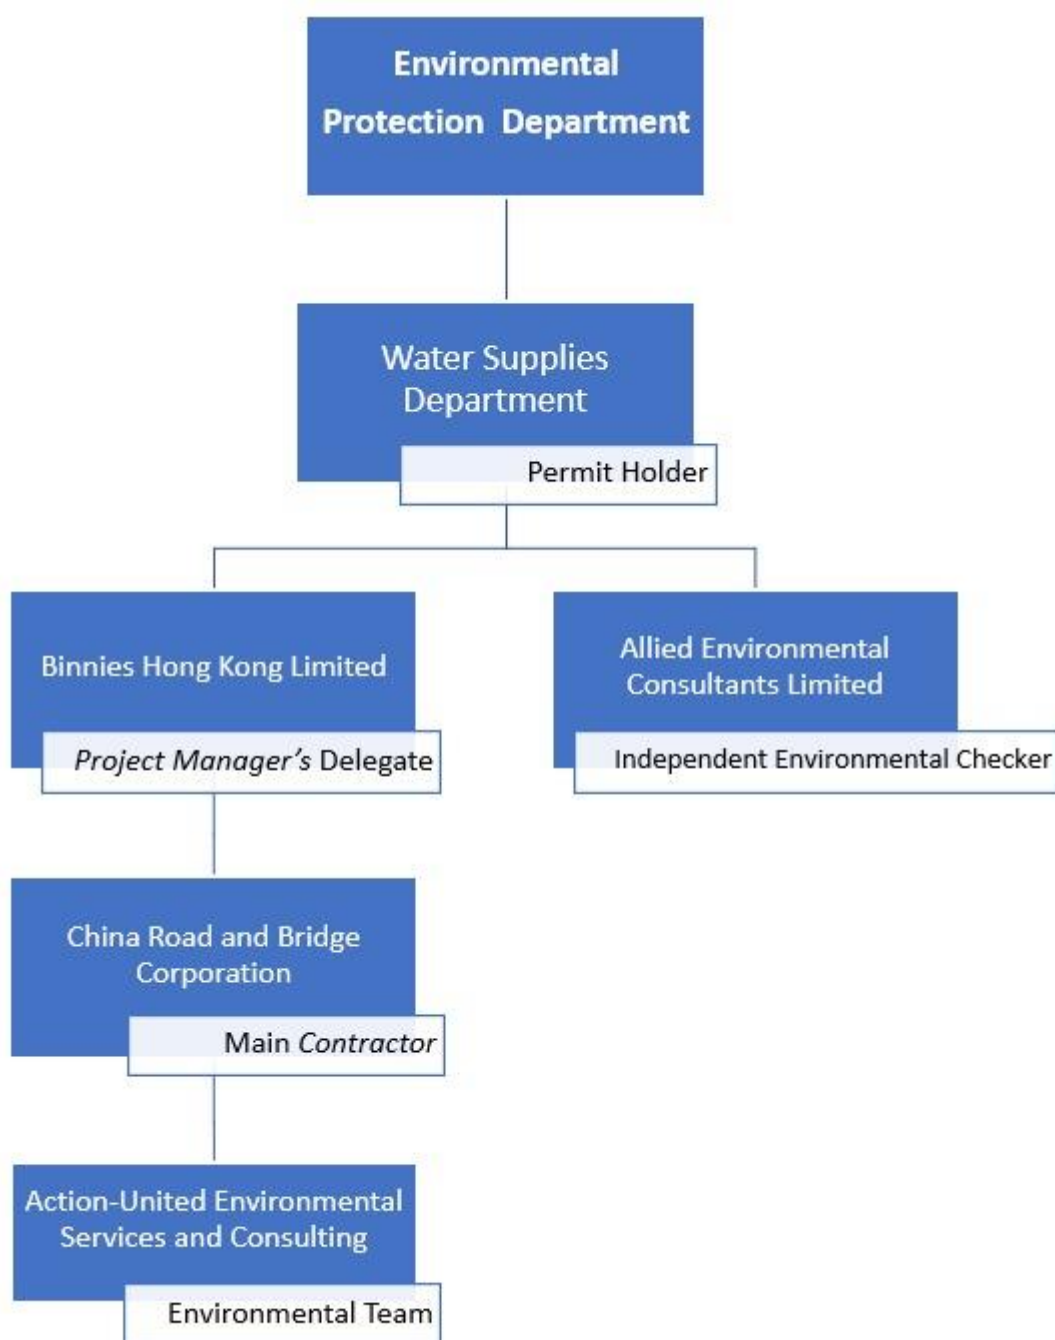 Environmental
Protection Department
Water Supplies
Department
Permit Holder
Binnies Hong Kong Limited
Project Manager’s Delegate
Allied Environmental
Consultants Limited
Independent Environmental Checker
China Road and Bridge
Corporation
Main Contractor
Action-United Environmental
Services and Consulting
Environmental Team